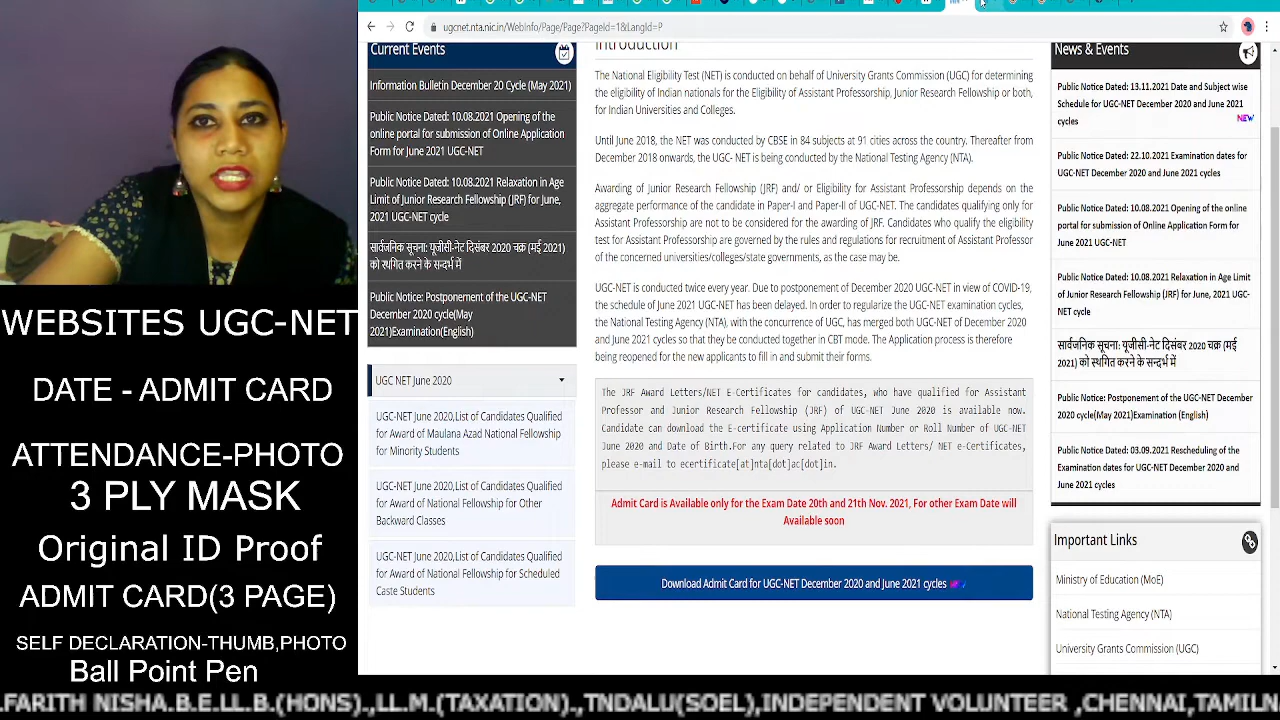 ugcnet.nta.nic.in/WebInfo/Page/Page?PageId=1&LangId=P
Current Events
Information Bulletin December 20 Cycle (May 2021)
Public Notice Dated: 10.08.2021 Opening of the
online portal for submission of Online Application
Form for June 2021 UGC-NET
Public Notice Dated: 10.08.2021 Relaxation in Age
Limit of Junior Research Fellowship (JRF) for June,
2021 UGC-NET cycle
सार्वजनिक सूचना: यूजीसी-नेट दिसंबर 2020 चक्र (मई 2021)
को स्थगित करने के सन्दर्भ में
Public Notice: Postponement of the UGC-NET
December 2020 cycle(May
2021)Examination(English)
UGC NET June 2020
UGC-NET June 2020,List of Candidates Qualified
for Award of Maulana Azad National Fellowship
for Minority Students
UGC-NET June 2020,List of Candidates Qualified
for Award of National Fellowship for Other
Backward Classes
UGC-NET June 2020,List of Candidates Qualified
for Award of National Fellowship for Scheduled
Caste Students
Introduction
The National Eligibility Test (NET) is conducted on behalf of University Grants Commission (UGC) for determining
the eligibility of Indian nationals for the Eligibility of Assistant Professorship, Junior Research Fellowship or both,
for Indian Universities and Colleges.
Until June 2018, the NET was conducted by CBSE in 84 subjects at 91 cities across the country. Thereafter from
December 2018 onwards, the UGC- NET is being conducted by the National Testing Agency (NTA).
Awarding of Junior Research Fellowship (JRF) and/ or Eligibility for Assistant Professorship depends on the
aggregate performance of the candidate in Paper-I and Paper-II of UGC-NET. The candidates qualifying only for
Assistant Professorship are not to be considered for the awarding of JRF. Candidates who qualify the eligibility
test for Assistant Professorship are governed by the rules and regulations for recruitment of Assistant Professor
of the concerned universities/colleges/state governments, as the case may be.
UGC-NET is conducted twice every year. Due to postponement of December 2020 UGC-NET in view of COVID-19,
the schedule of June 2021 UGC-NET has been delayed. In order to regularize the UGC-NET examination cycles,
the National Testing Agency (NTA), with the concurrence of UGC, has merged both UGC-NET of December 2020
and June 2021 cycles so that they be conducted together in CBT mode. The Application process is therefore
being reopened for the new applicants to fill in and submit their forms.
The JRF Award Letters/NET E-Certificates for candidates, who have qualified for Assistant
Professor and Junior Research Fellowship (JRF) of UGC-NET June 2020 is available now.
Candidate can download the E-certificate using Application Number or Roll Number of UGC-NET
June 2020 and Date of Birth.For any query related to JRF Award Letters/ NET e-Certificates,
please e-mail to ecertificate[at]nta[dot]ac[dot]in.
Admit Card is Available only for the Exam Date 20th and 21th Nov. 2021, For other Exam Date will
Available soon
Download Admit Card for UGC-NET December 2020 and June 2021 cycles
News & Events
Public Notice Dated: 13.11.2021 Date and Subject wise
Schedule for UGC-NET December 2020 and June 2021
cycles
NEW
Public Notice Dated: 22.10.2021 Examination dates for
UGC-NET December 2020 and June 2021 cycles
Public Notice Dated: 10.08.2021 Opening of the online
portal for submission of Online Application Form for
June 2021 UGC-NET
Public Notice Dated: 10.08.2021 Relaxation in Age Limit
of Junior Research Fellowship (JRF) for June, 2021 UGC-
NET cycle
सार्वजनिक सूचना: यूजीसी-नेट दिसंबर 2020 चक्र (मई
2021) को स्थगित करने के सन्दर्भ में
Public Notice: Postponement of the UGC-NET December
2020 cycle(May 2021)Examination (English)
Public Notice Dated: 03.09.2021 Rescheduling of the
Examination dates for UGC-NET December 2020 and
June 2021 cycles
Important Links
Ministry of Education (MoE)
National Testing Agency (NTA)
University Grants Commission (UGC)
WEBSITES UGC-NET
DATE - ADMIT CARD
ATTENDANCE-PHOTO
3 PLY MASK
Original ID Proof
ADMIT CARD(3 PAGE)
SELF DECLARATION-THUMB,PHOTO
Ball Point Pen
.FARITH NISHA.B.E.LL.B.(HONS).,LL.M.(TAXATION).,TNDALU(SOEL),INDEPENDENT VOLUNTEER ,CHENNAI,TAMILN